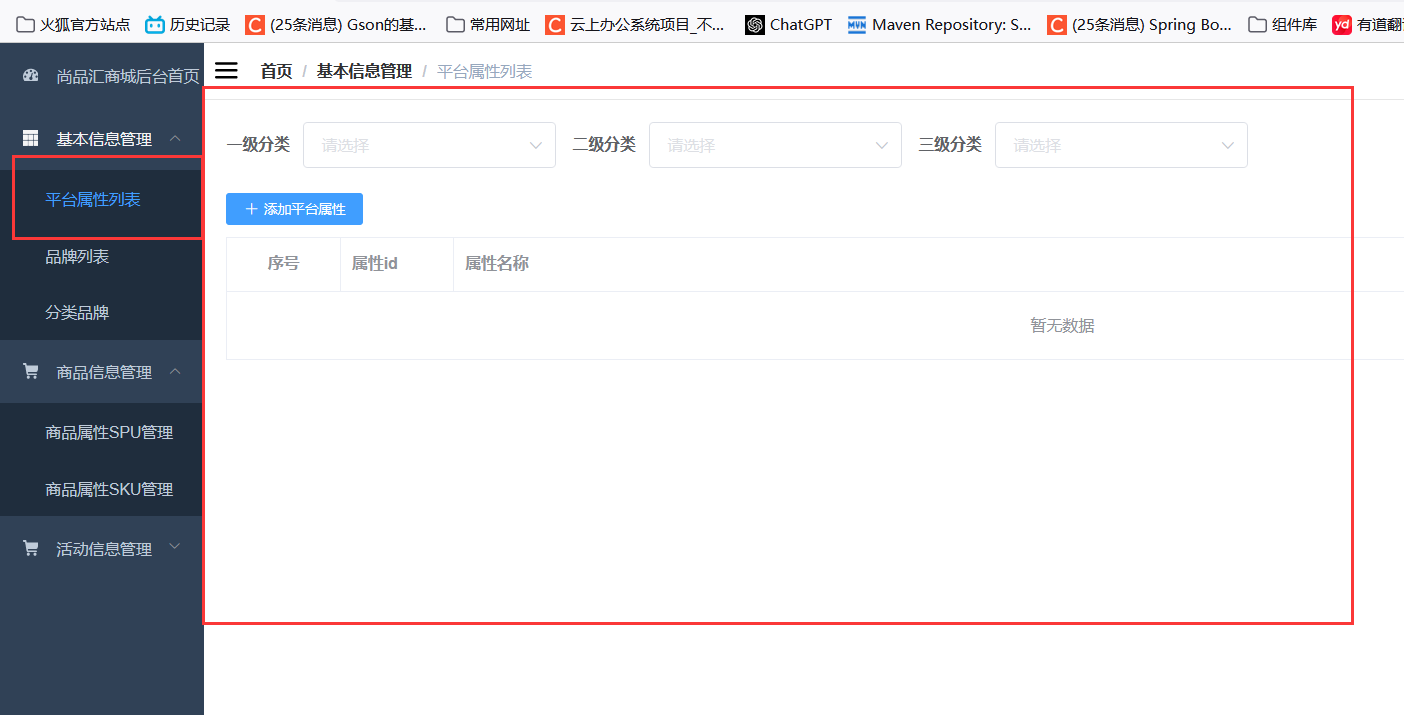 火狐官方站点 历史记录 (25条消息) Gson的基... 常用网址 云上办公系统项目_不... ChatGPT Maven Repository: S... (25条消息) Spring Bo... 组件库 有道翻
尚品汇商城后台首页
首页 / 基本信息管理 / 平台属性列表
基本信息管理
平台属性列表
品牌列表
分类品牌
商品信息管理
商品属性SPU管理
商品属性SKU管理
活动信息管理
一级分类 请选择 二级分类 请选择 三级分类 请选择
添加平台属性
序号 属性id 属性名称
暂无数据